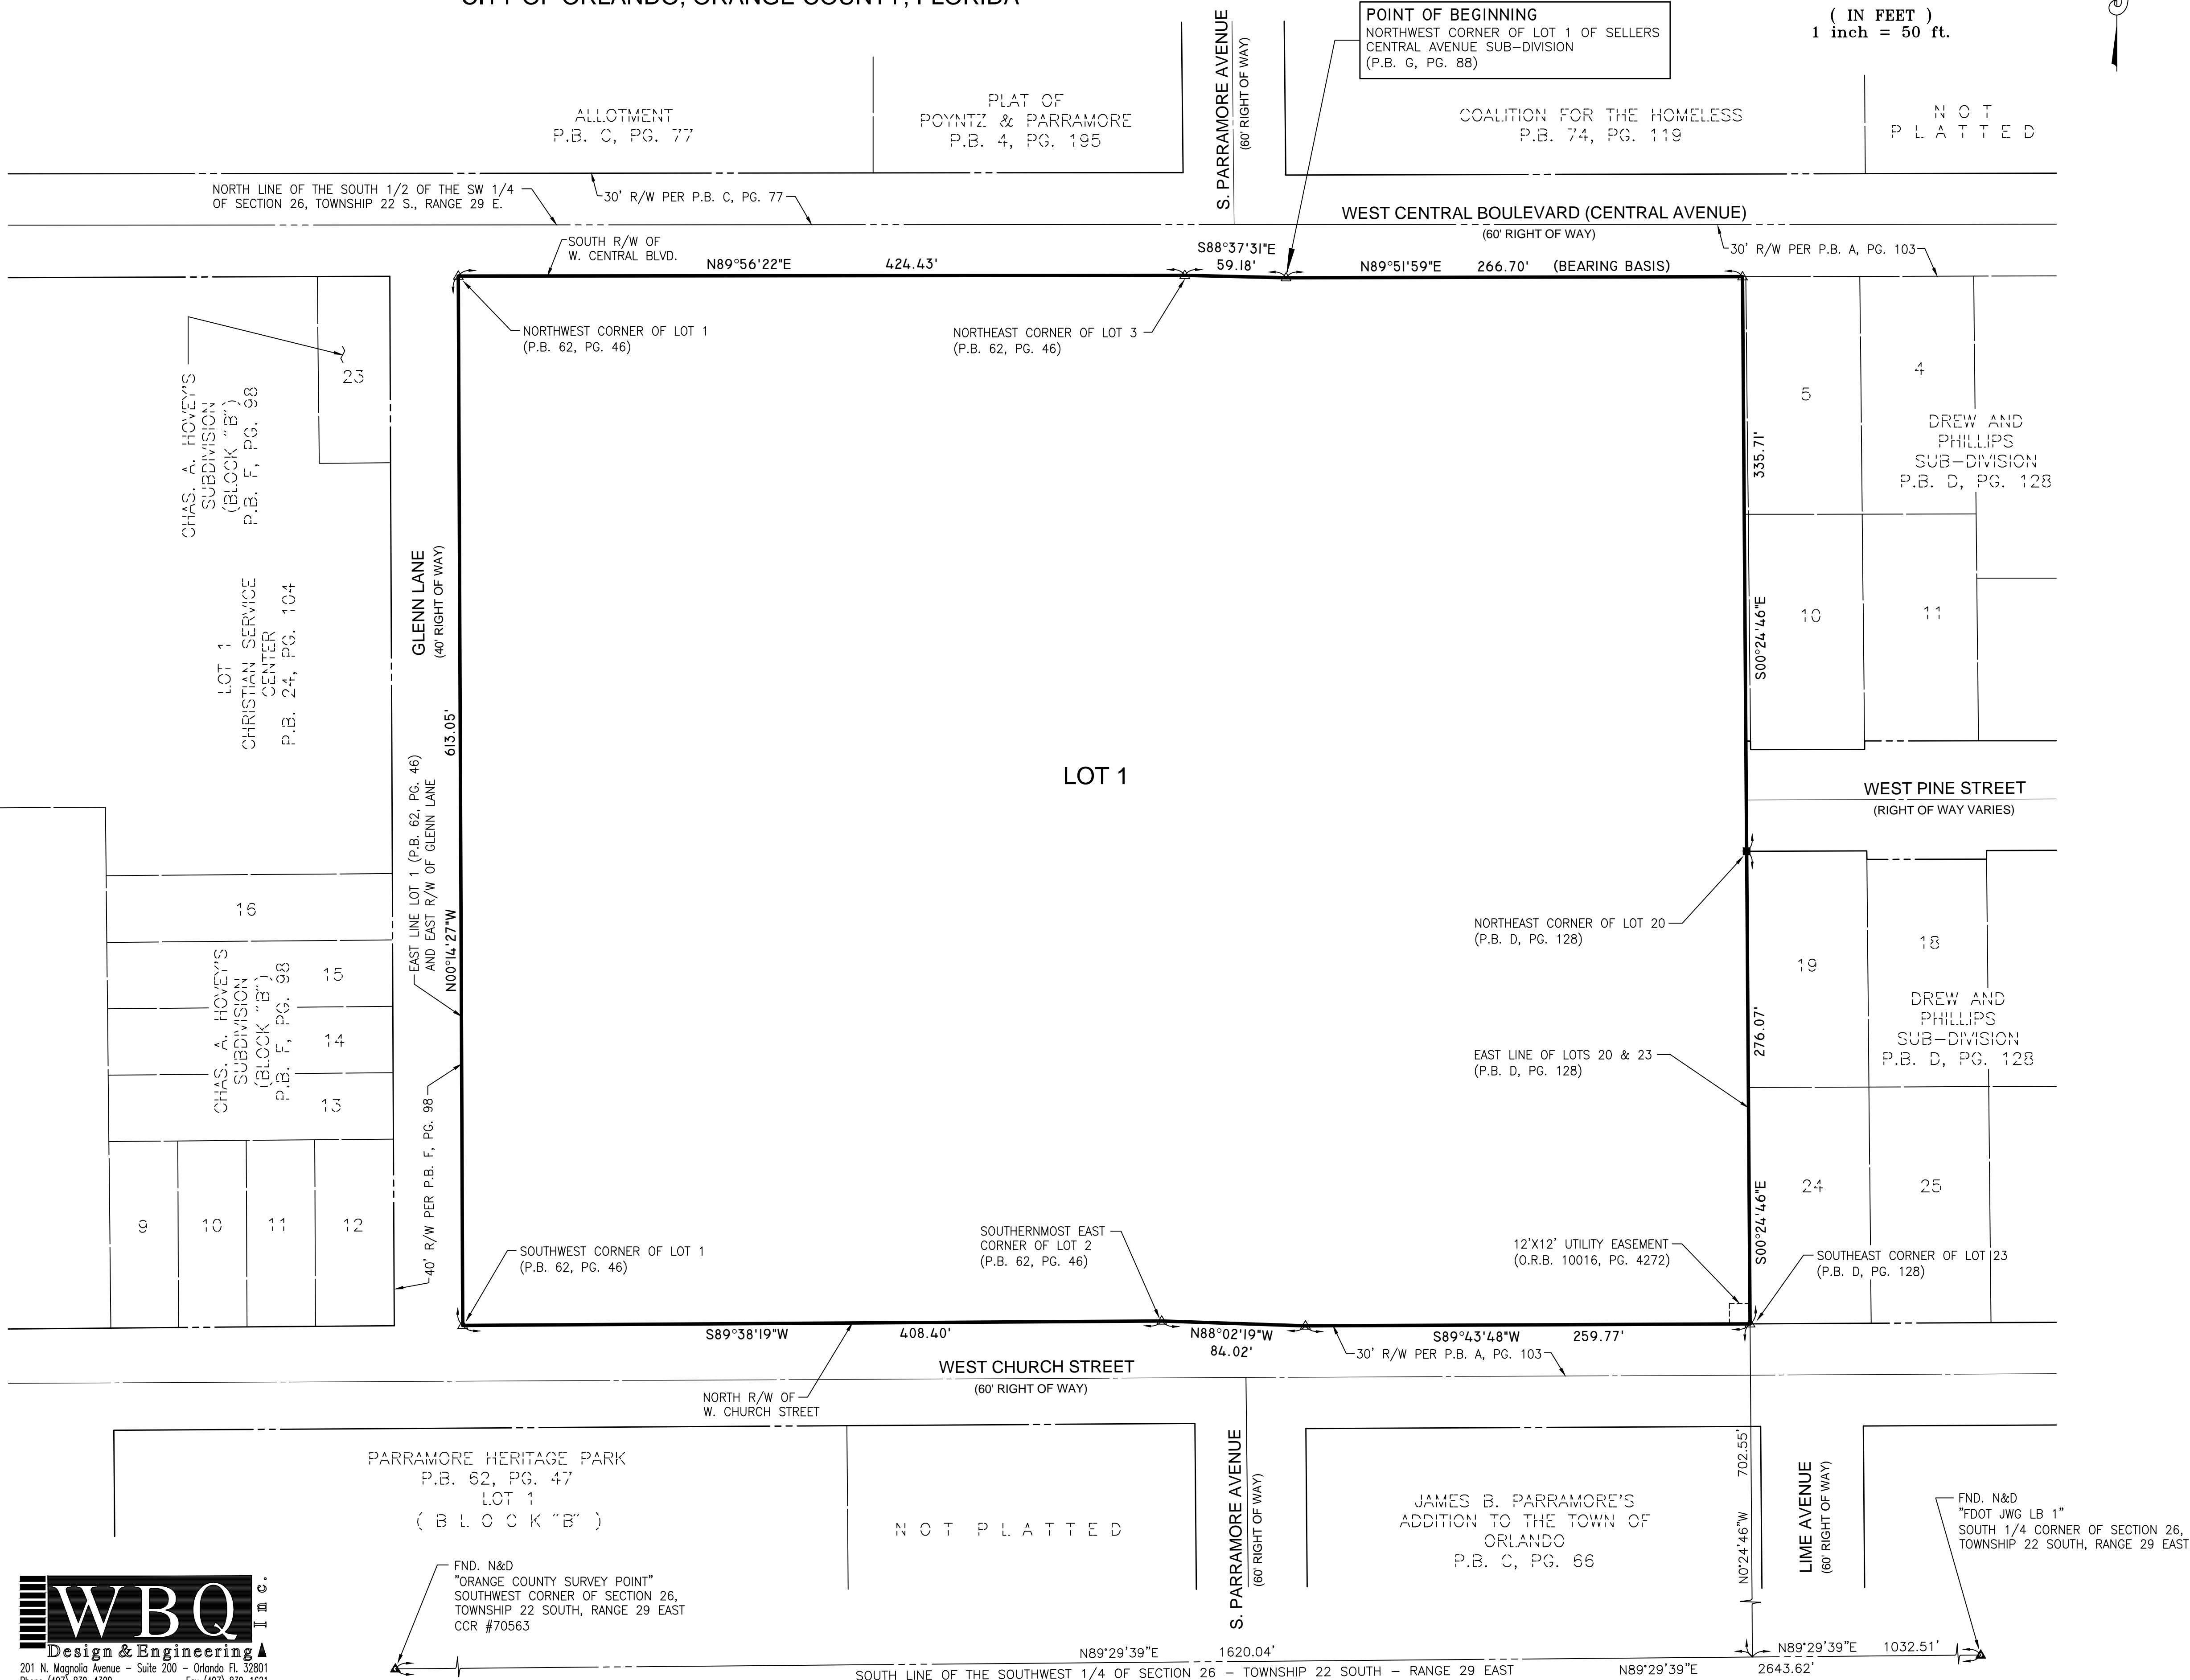 CITY OF ORLANDO, ORANGE COUNTY, FLORIDA
( IN FEET )
1 inch = 50 ft.
POINT OF BEGINNING
NORTHWEST CORNER OF LOT 1 OF SELLERS
CENTRAL AVENUE SUB-DIVISION
(P.B. G, PG. 88)
S. PARRAMORE AVENUE
(60' RIGHT OF WAY)
ALLOTMENT
P.B. C, PG. 77
PLAT OF
POYNTZ & PARRAMORE
P.B. 4, PG. 195
COALITION FOR THE HOMELESS
P.B. 74, PG. 119
N O T
P L A T T E D
NORTH LINE OF THE SOUTH 1/2 OF THE SW 1/4
OF SECTION 26, TOWNSHIP 22 S., RANGE 29 E.
30' R/W PER P.B. C, PG. 77
WEST CENTRAL BOULEVARD (CENTRAL AVENUE)
(60' RIGHT OF WAY)
30' R/W PER P.B. A, PG. 103
SOUTH R/W OF
W. CENTRAL BLVD.
N89°56'22"E 424.43'
S88°37'31"E
59.18'
N89°51'59"E 266.70' (BEARING BASIS)
NORTHWEST CORNER OF LOT 1
(P.B. 62, PG. 46)
NORTHEAST CORNER OF LOT 3
(P.B. 62, PG. 46)
23
CHAS. A. HOVEY'S
SUBDIVISION
(BLOCK "B")
P.B. F, PG. 98
5
4
DREW AND
PHILLIPS
SUB-DIVISION
P.B. D, PG. 128
335.71'
S00°24'46"E
10
11
GLENN LANE
(40' RIGHT OF WAY)
LOT 1
CHRISTIAN SERVICE
CENTER
P.B. 24, PG. 104
613.05'
N00°14'27"W
EAST LINE LOT 1 (P.B. 62, PG. 46)
AND EAST R/W OF GLENN LANE
LOT 1
WEST PINE STREET
(RIGHT OF WAY VARIES)
16
15
14
13
CHAS. A. HOVEY'S
SUBDIVISION
(BLOCK "B")
P.B. F, PG. 98
NORTHEAST CORNER OF LOT 20
(P.B. D, PG. 128)
19
18
DREW AND
PHILLIPS
SUB-DIVISION
P.B. D, PG. 128
276.07'
EAST LINE OF LOTS 20 & 23
(P.B. D, PG. 128)
S00°24'46"E
24
25
9
10
11
12
40' R/W PER P.B. F, PG. 98
SOUTHWEST CORNER OF LOT 1
(P.B. 62, PG. 46)
SOUTHERNMOST EAST
CORNER OF LOT 2
(P.B. 62, PG. 46)
12'X12' UTILITY EASEMENT
(O.R.B. 10016, PG. 4272)
SOUTHEAST CORNER OF LOT 23
(P.B. D, PG. 128)
S89°38'19"W 408.40'
N88°02'19"W
84.02'
S89°43'48"W 259.77'
30' R/W PER P.B. A, PG. 103
WEST CHURCH STREET
(60' RIGHT OF WAY)
NORTH R/W OF
W. CHURCH STREET
PARRAMORE HERITAGE PARK
P.B. 62, PG. 47
LOT 1
( B L O C K "B" )
N O T P L A T T E D
S. PARRAMORE AVENUE
(60' RIGHT OF WAY)
JAMES B. PARRAMORE'S
ADDITION TO THE TOWN OF
ORLANDO
P.B. C, PG. 66
702.55'
N0°24'46"W
LIME AVENUE
(60' RIGHT OF WAY)
FND. N&D
"FDOT JWG LB 1"
SOUTH 1/4 CORNER OF SECTION 26,
TOWNSHIP 22 SOUTH, RANGE 29 EAST
FND. N&D
"ORANGE COUNTY SURVEY POINT"
SOUTHWEST CORNER OF SECTION 26,
TOWNSHIP 22 SOUTH, RANGE 29 EAST
CCR #70563
WBQ Inc.
Design & Engineering
201 N. Magnolia Avenue - Suite 200 - Orlando Fl. 32801
N89°29'39"E 1620.04'
N89°29'39"E 1032.51'
SOUTH LINE OF THE SOUTHWEST 1/4 OF SECTION 26 - TOWNSHIP 22 SOUTH - RANGE 29 EAST
N89°29'39"E 2643.62'